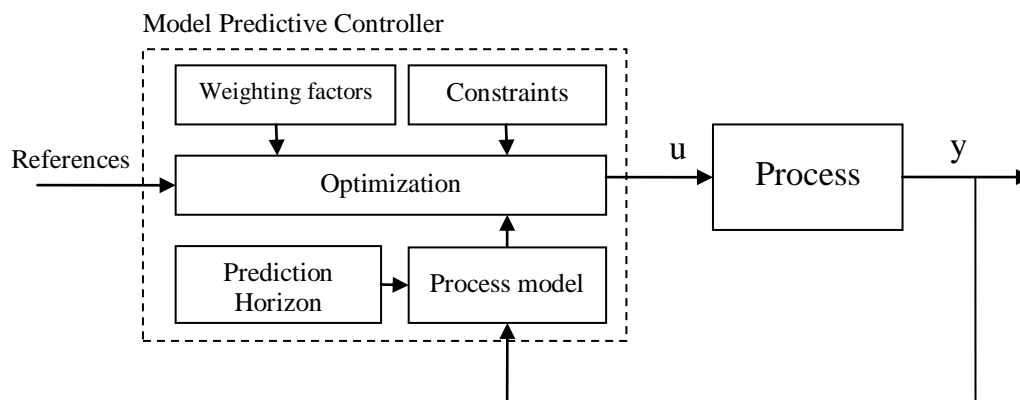 Model Predictive Controller
Weighting factors
Constraints
References
Optimization
u
Process
y
Prediction
Horizon
Process model